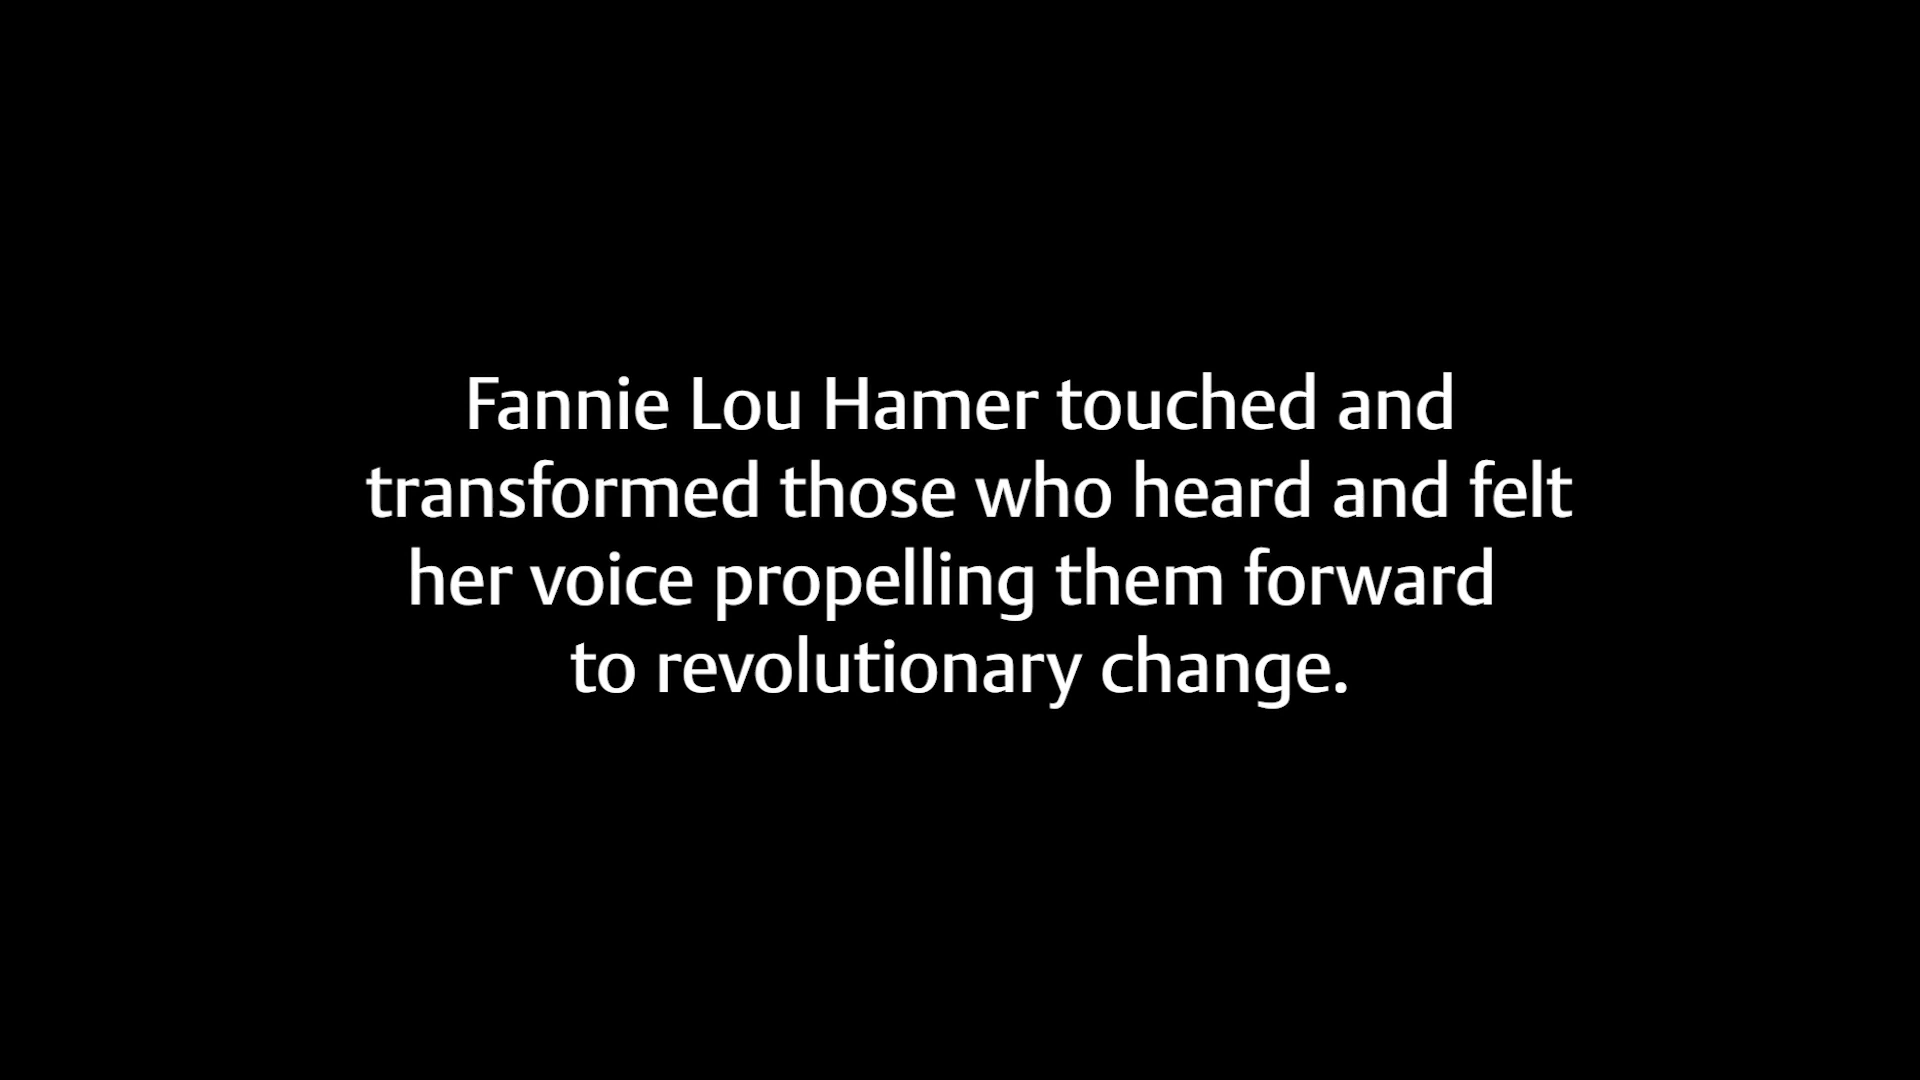 Fannie Lou Hamer touched and
transformed those who heard and felt
her voice propelling them forward
to revolutionary change.